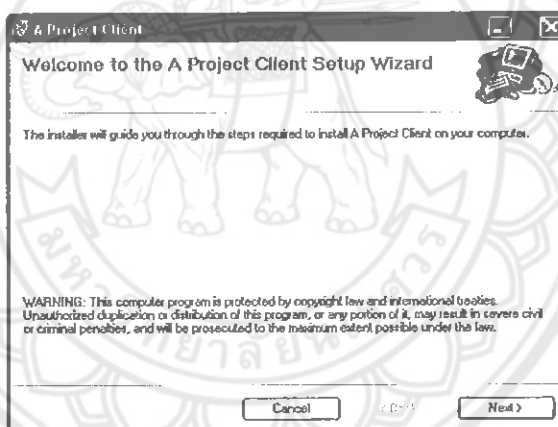 A Project Client
Welcome to the A Project Client Setup Wizard
The installer will guide you through the steps required to install A Project Client on your computer.
WARNING: This computer program is protected by copyright law and international treaties.
Unauthorized duplication or distribution of this program, or any portion of it, may result in severe civil
or criminal penalties, and will be prosecuted to the maximum extent possible under the law.
Cancel
Next >